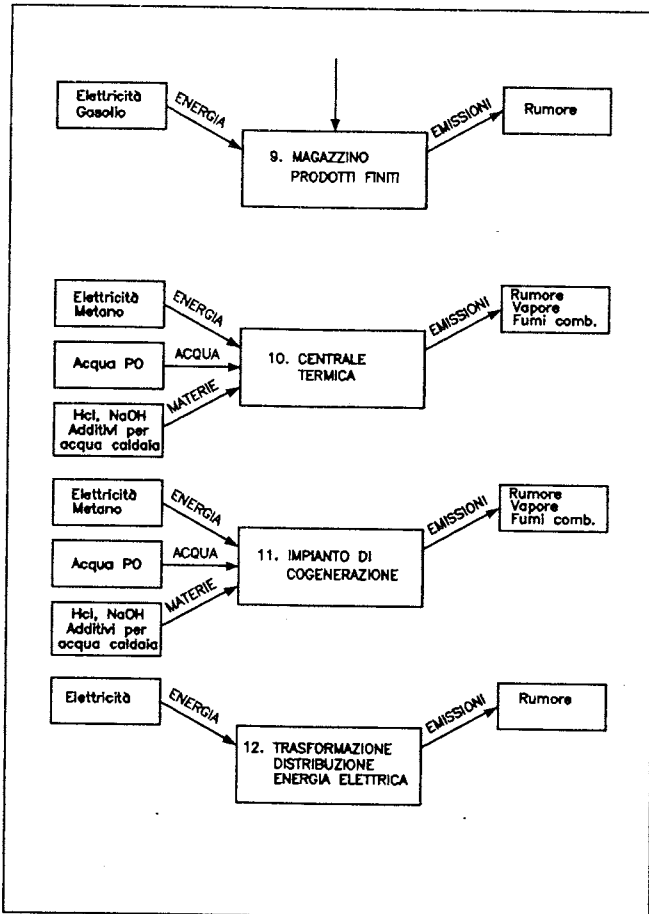 Elettricità
Gasolio
ENERGIA
9. MAGAZZINO
PRODOTTI FINITI
EMISSIONI
Rumore
Elettricità
Metano
ENERGIA
Acqua PO
ACQUA
Hcl, NaOH
Additivi per
acqua caldaia
MATERIE
10. CENTRALE
TERMICA
EMISSIONI
Rumore
Vapore
Fumi comb.
Elettricità
Metano
ENERGIA
Acqua PO
ACQUA
Hcl, NaOH
Additivi per
acqua caldaia
MATERIE
11. IMPIANTO DI
COGENERAZIONE
EMISSIONI
Rumore
Vapore
Fumi comb.
Elettricità
ENERGIA
12. TRASFORMAZIONE
DISTRIBUZIONE
ENERGIA ELETTRICA
EMISSIONI
Rumore